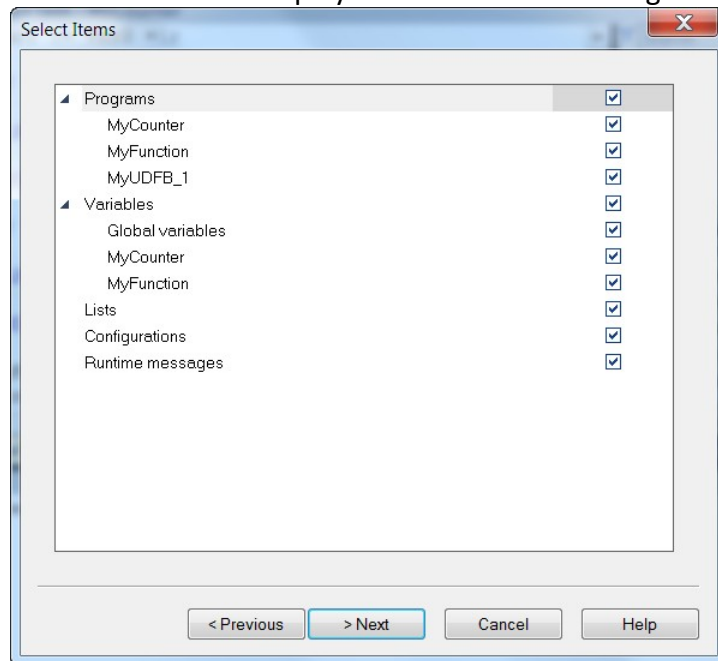 Select Items
Programs
MyCounter
MyFunction
MyUDFB_1
Variables
Global variables
MyCounter
MyFunction
Lists
Configurations
Runtime messages
< Previous > Next Cancel Help